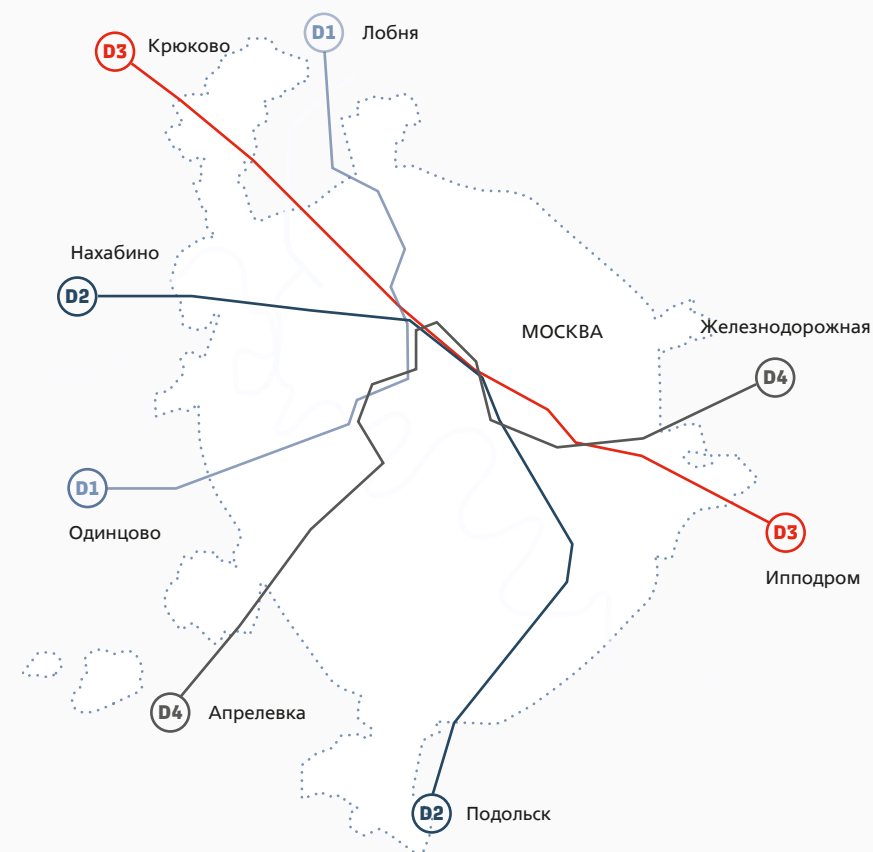 D1 Лобня
D3 Крюково
Нахабино
D2
МОСКВА
Железнодорожная
D4
D1
Одинцово
D3
Ипподром
D4 Апрелевка
D2 Подольск